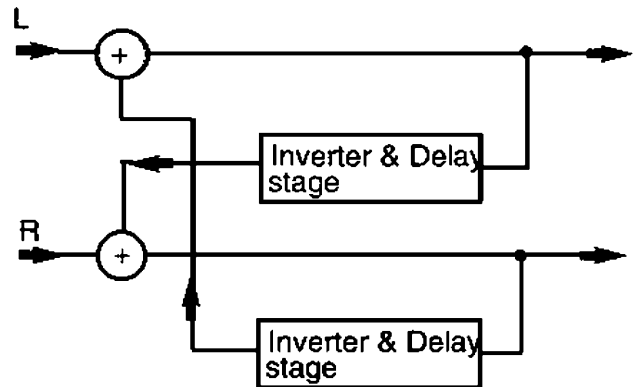 L
+
Inverter & Delay
stage
R
+
Inverter & Delay
stage